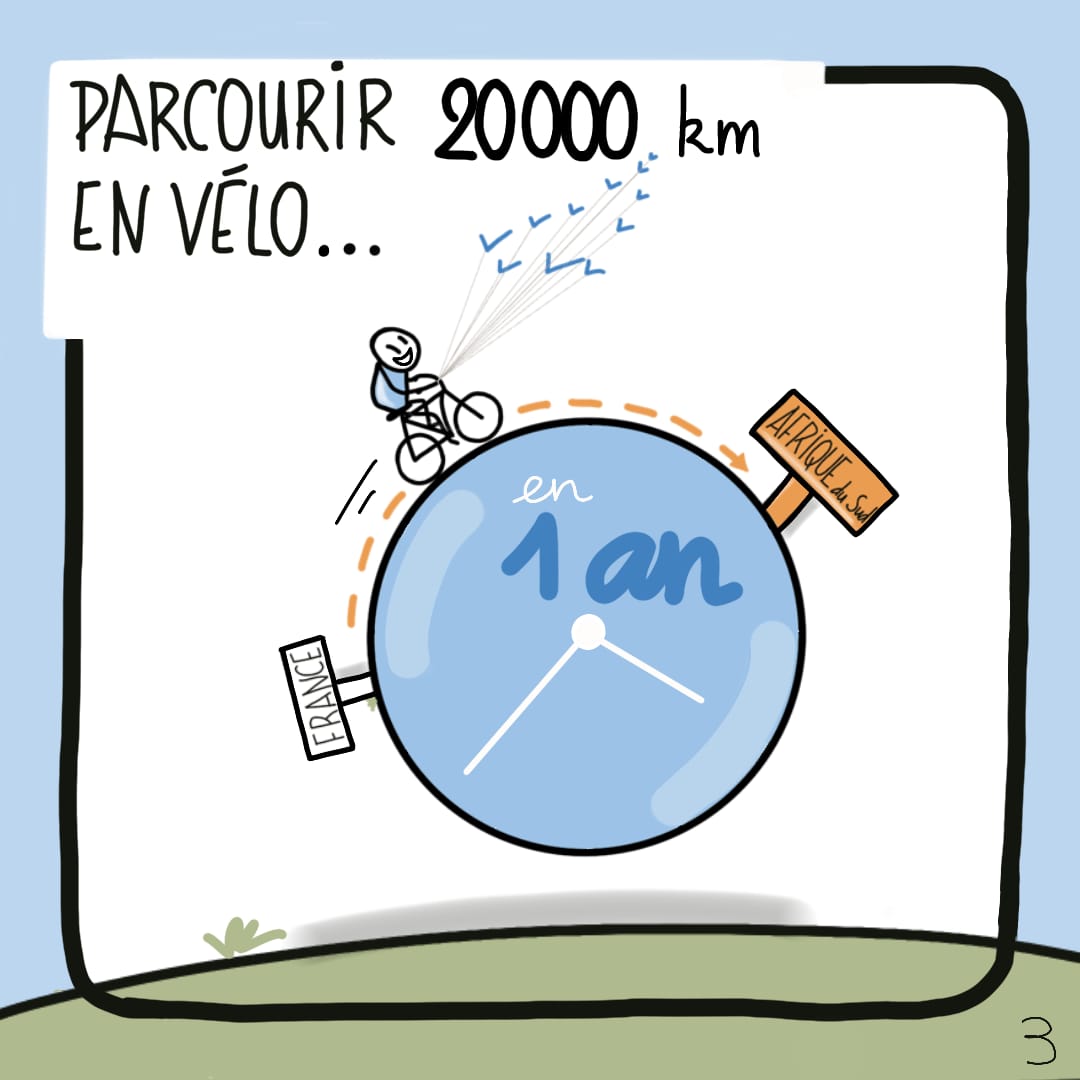 PARCOURIR 20000 km
EN VÉLO...
en
1 an
AFRIQUE du Sud
FRANCE
3